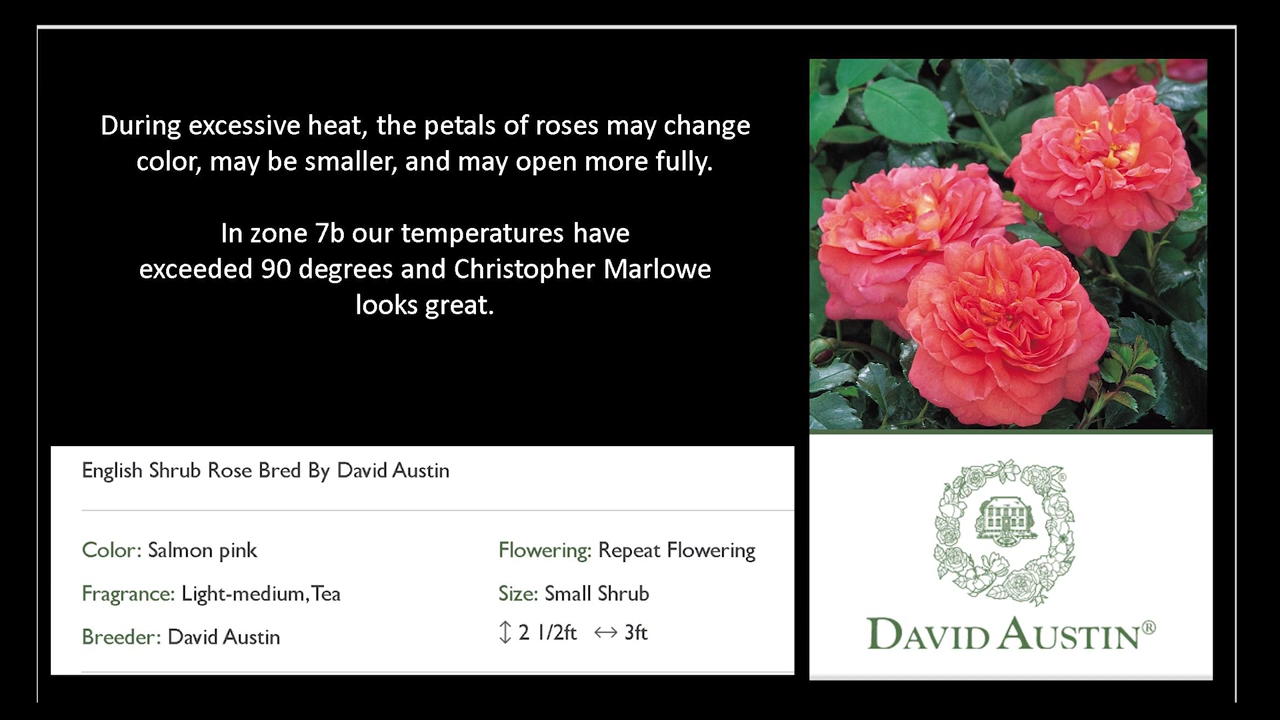 During excessive heat, the petals of roses may change
color, may be smaller, and may open more fully.
In zone 7b our temperatures have
exceeded 90 degrees and Christopher Marlowe
looks great.
English Shrub Rose Bred By David Austin
Color: Salmon pink
Fragrance: Light-medium,Tea
Breeder: David Austin
Flowering: Repeat Flowering
Size: Small Shrub
↕ 2 1/2ft ↔ 3ft
DAVID AUSTIN®